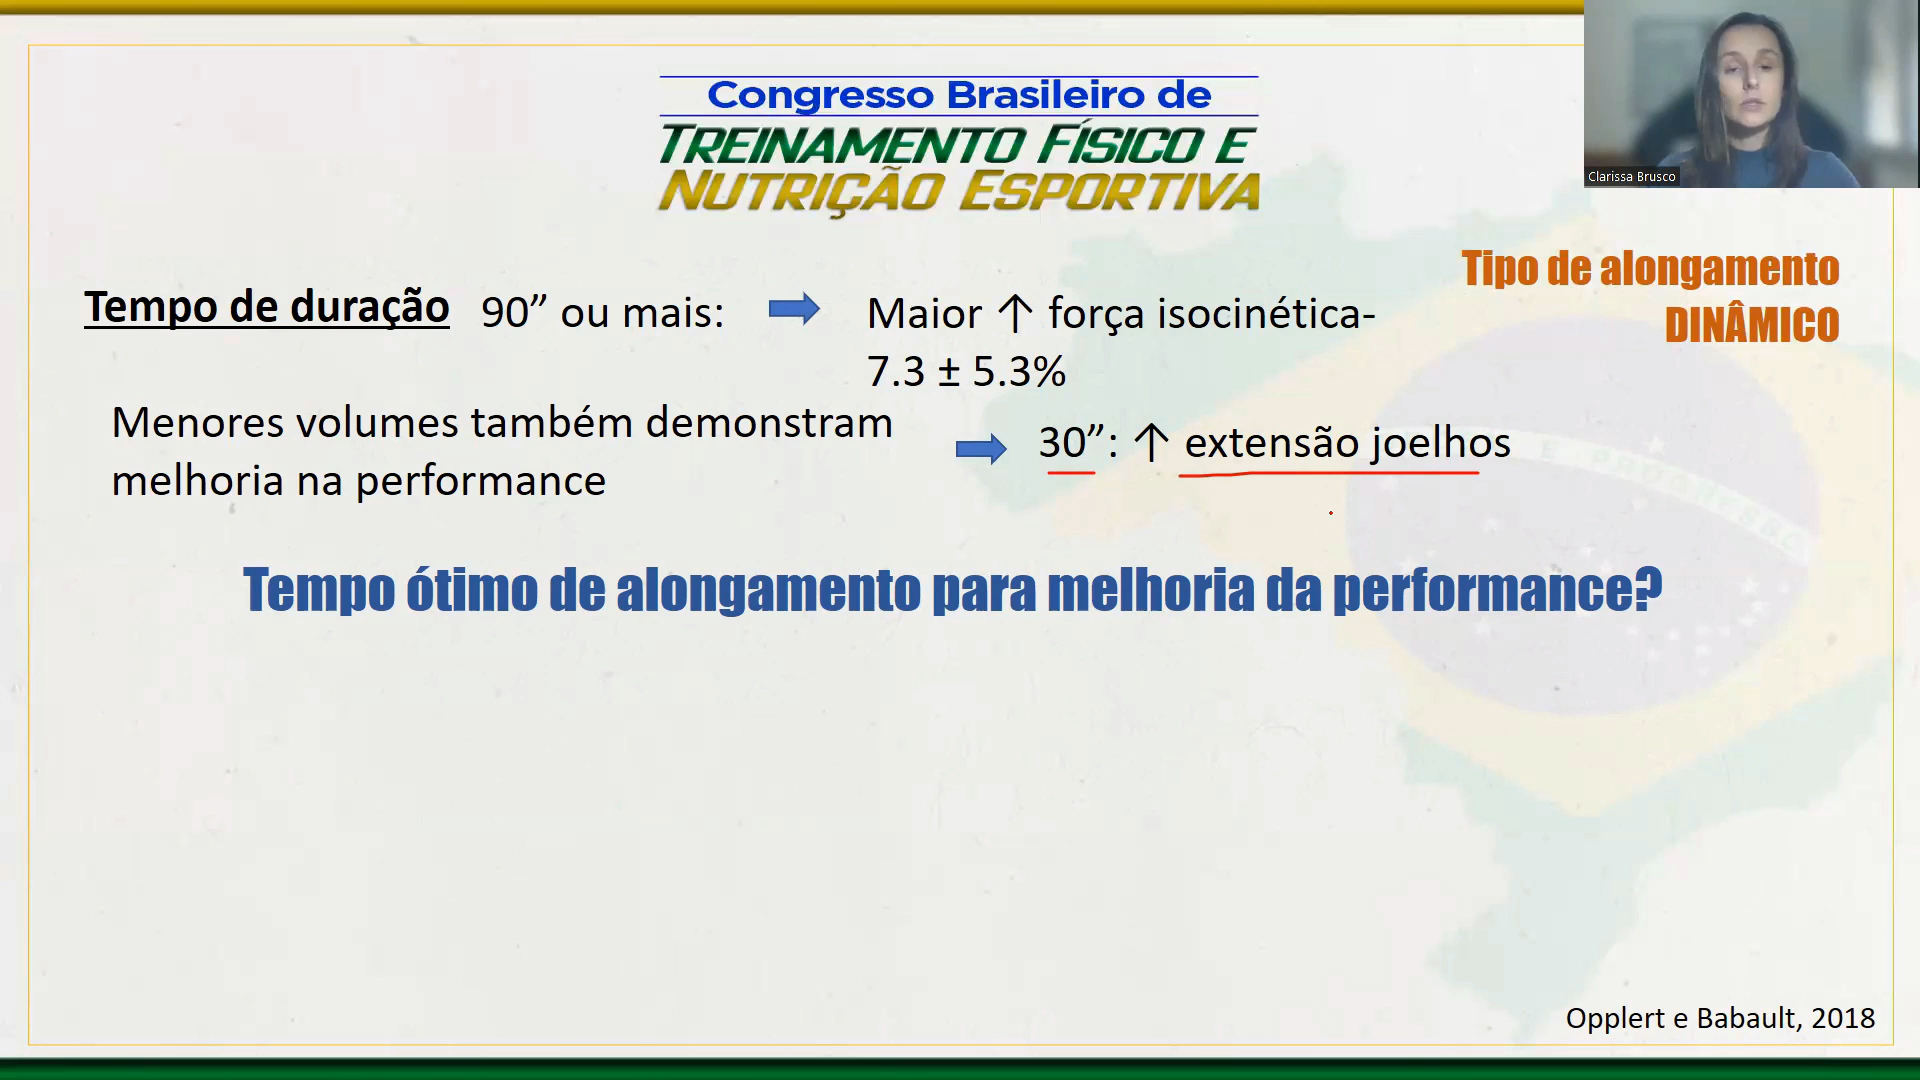 Congresso Brasileiro de
TREINAMENTO FÍSICO E
NUTRIÇÃO ESPORTIVA
Clarissa Brusco
Tipo de alongamento
DINÂMICO
Tempo de duração 90” ou mais:
Maior ↑ força isocinética-
7.3 ± 5.3%
Menores volumes também demonstram
melhoria na performance
30”: ↑ extensão joelhos
Tempo ótimo de alongamento para melhoria da performance?
Opplert e Babault, 2018